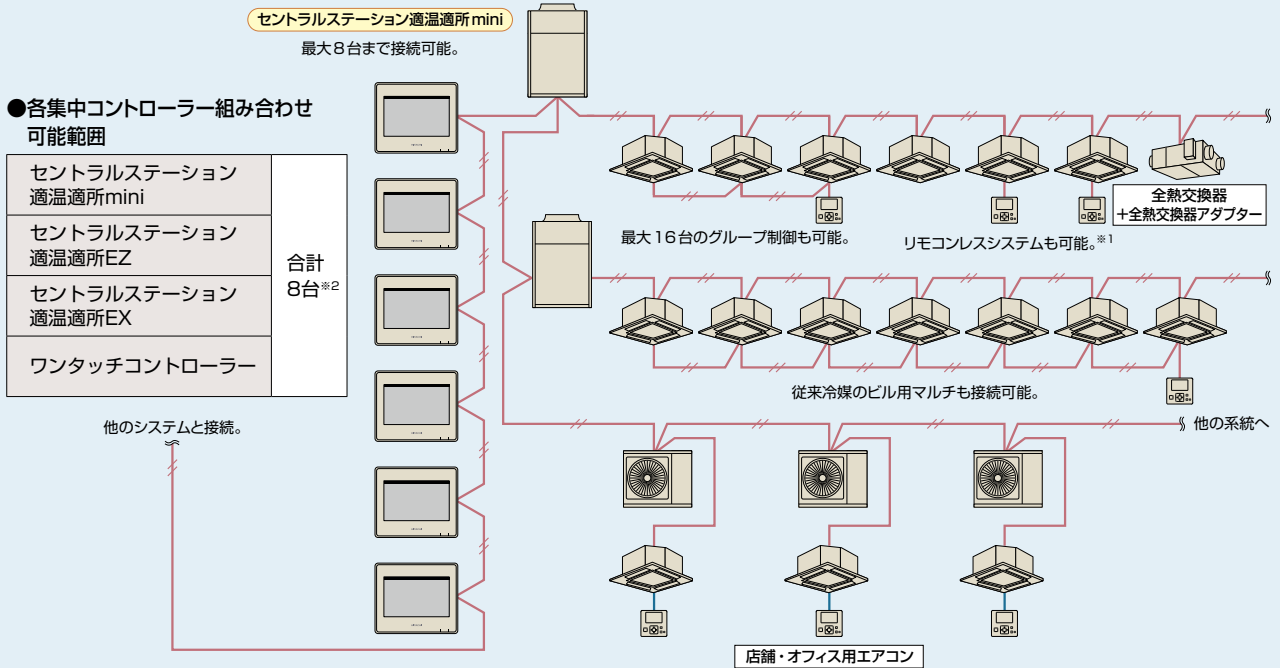 セントラルステーション適温適所mini
最大8台まで接続可能。
●各集中コントローラー組み合わせ
可能範囲
セントラルステーション
適温適所mini
セントラルステーション
適温適所EZ
セントラルステーション
適温適所EX
ワンタッチコントローラー
合計
8台※2
他のシステムと接続。
最大16台のグループ制御も可能。
リモコンレスシステムも可能。※1
全熱交換器
+全熱交換器アダプター
従来冷媒のビル用マルチも接続可能。
他の系統へ
店舗・オフィス用エアコン